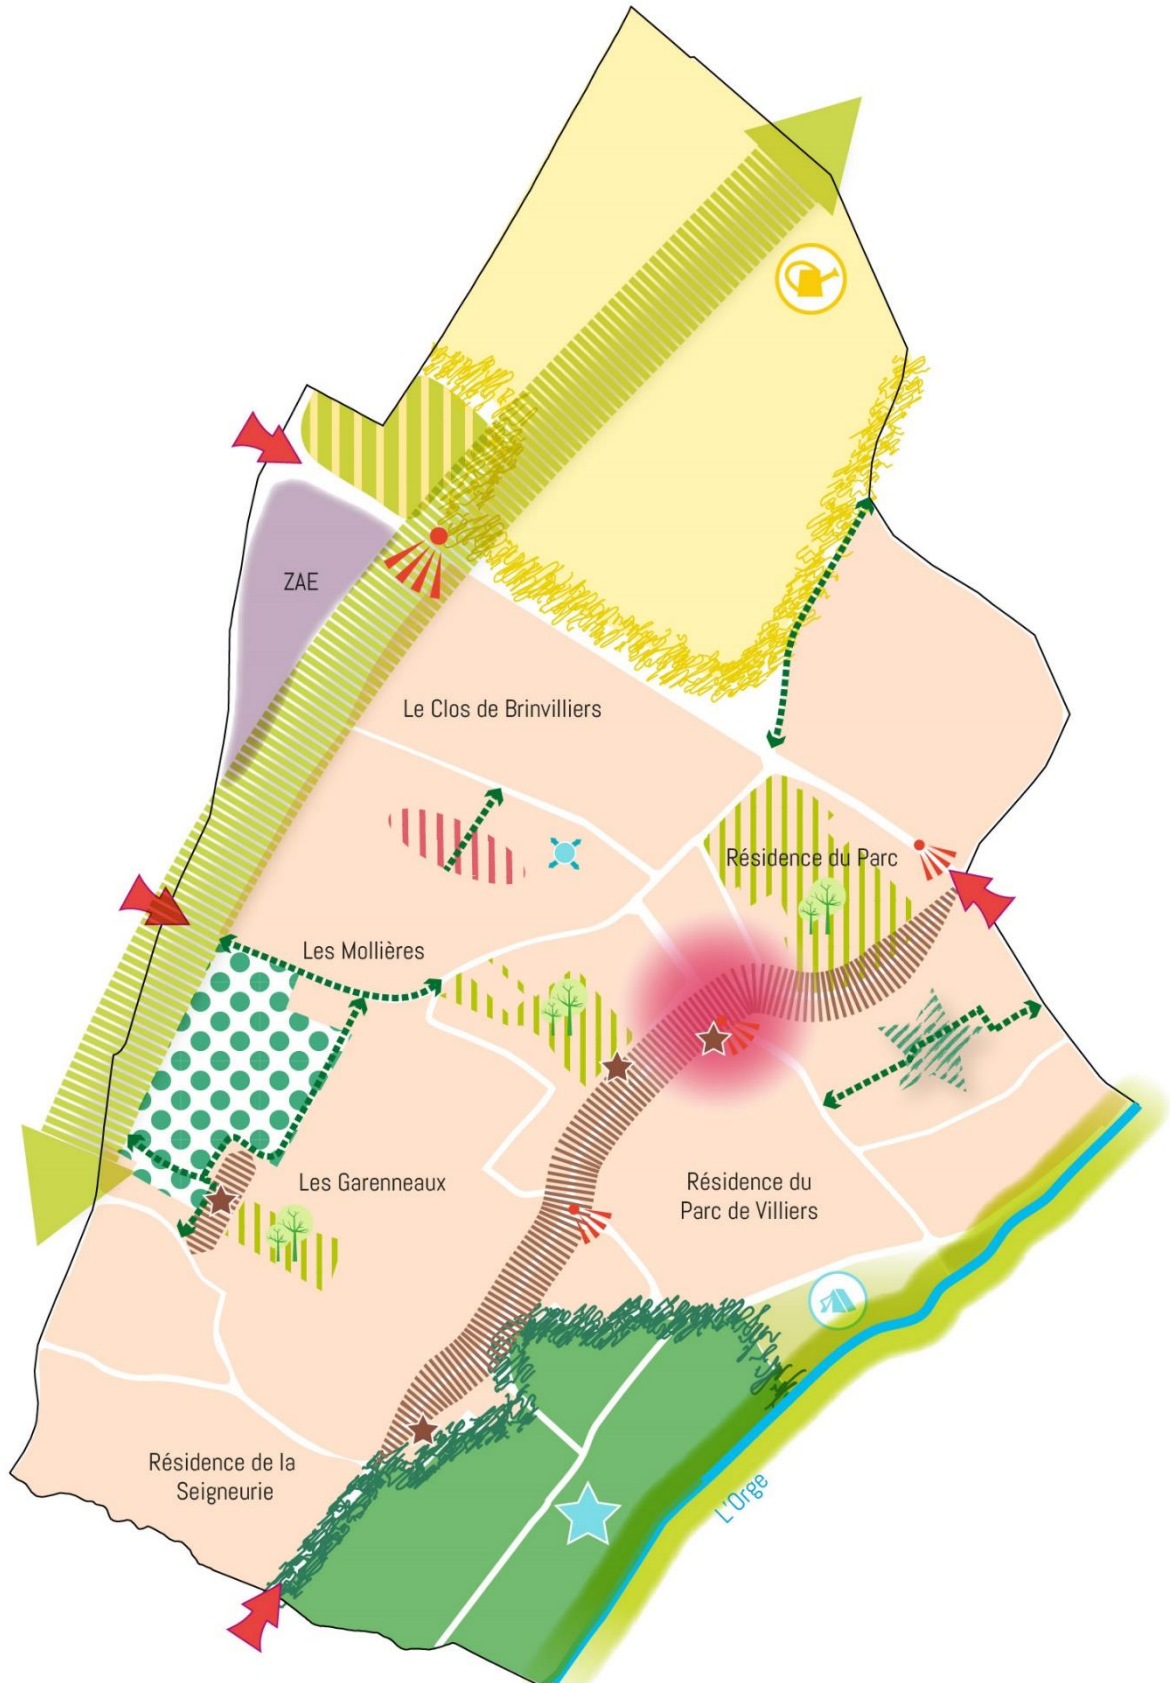 ZAE
Le Clos de Brinvilliers
Résidence du Parc
Les Mollières
Les Garenneaux
Résidence du
Parc de Villiers
Résidence de la
Seigneurie
L'Orge